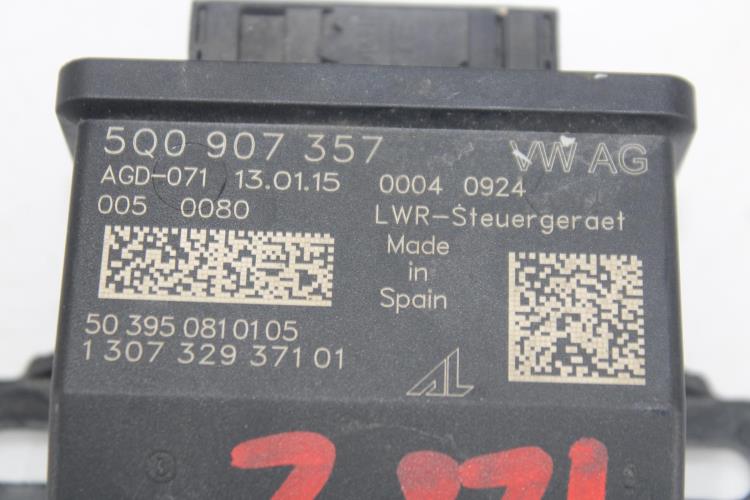 5Q0 907 357 VW AG
AGD-071 13.01.15 0004 0924
005 0080 LWR-Steuergeraet
Made
in
Spain
50 395 0810105
1 307 329 371 01
AL